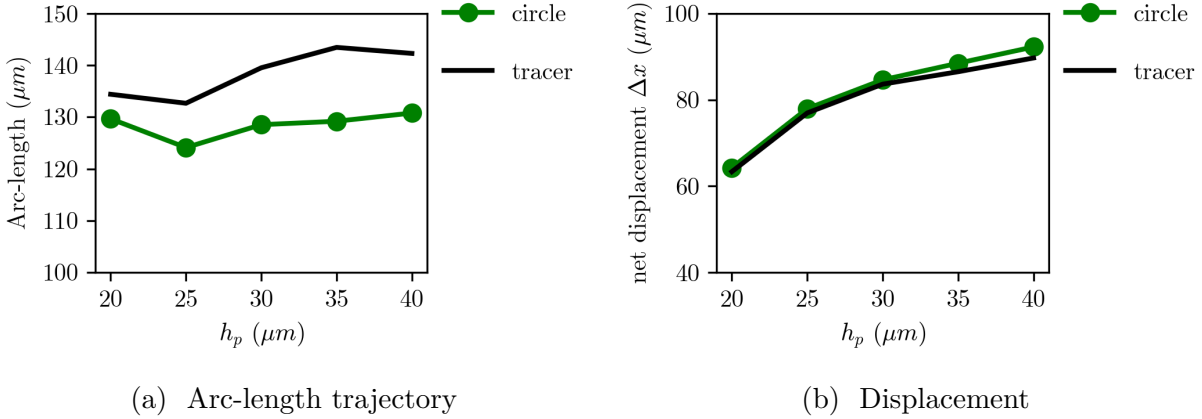 150
140
130
120
110
100
Arc-length (μm)
20 25 30 35 40
h_p (μm)
circle
tracer
(a) Arc-length trajectory
100
80
60
40
net displacement Δx (μm)
20 25 30 35 40
h_p (μm)
circle
tracer
(b) Displacement